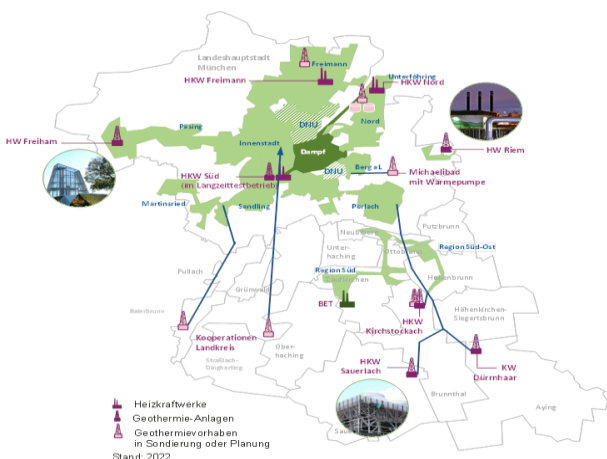 Landeshauptstadt
München
Freimann
HKW Freimann
Unterföhring
HKW Nord
DNU
Nord
Pasing
Innenstadt
HW Freiham
HW Riem
Dampf
HKW Süd
(im Langzeittestbetrieb)
DNU
Berg a L
Michaelibad
mit Wärmepumpe
Martinsried
Sendling
Perlach
Putzbrunn
Neubiberg
Unter-
haching
Ottobrunn
Region Süd-Ost
Hohenbrunn
Pullach
Region Süd
Taufkirchen
Grünwald
BET
Baierbrunn
HKW
Kirchstockach
Höhenkirchen-
Siegertsbrunn
Kooperationen
Landkreis
Ober-
haching
Straßlach-
Dingharting
HKW
Sauerlach
KW
Dürrnhaar
Brunnthal
Aying
Heizkraftwerke
Geothermie-Anlagen
Geothermievorhaben
in Sondierung oder Planung
Stand: 2022